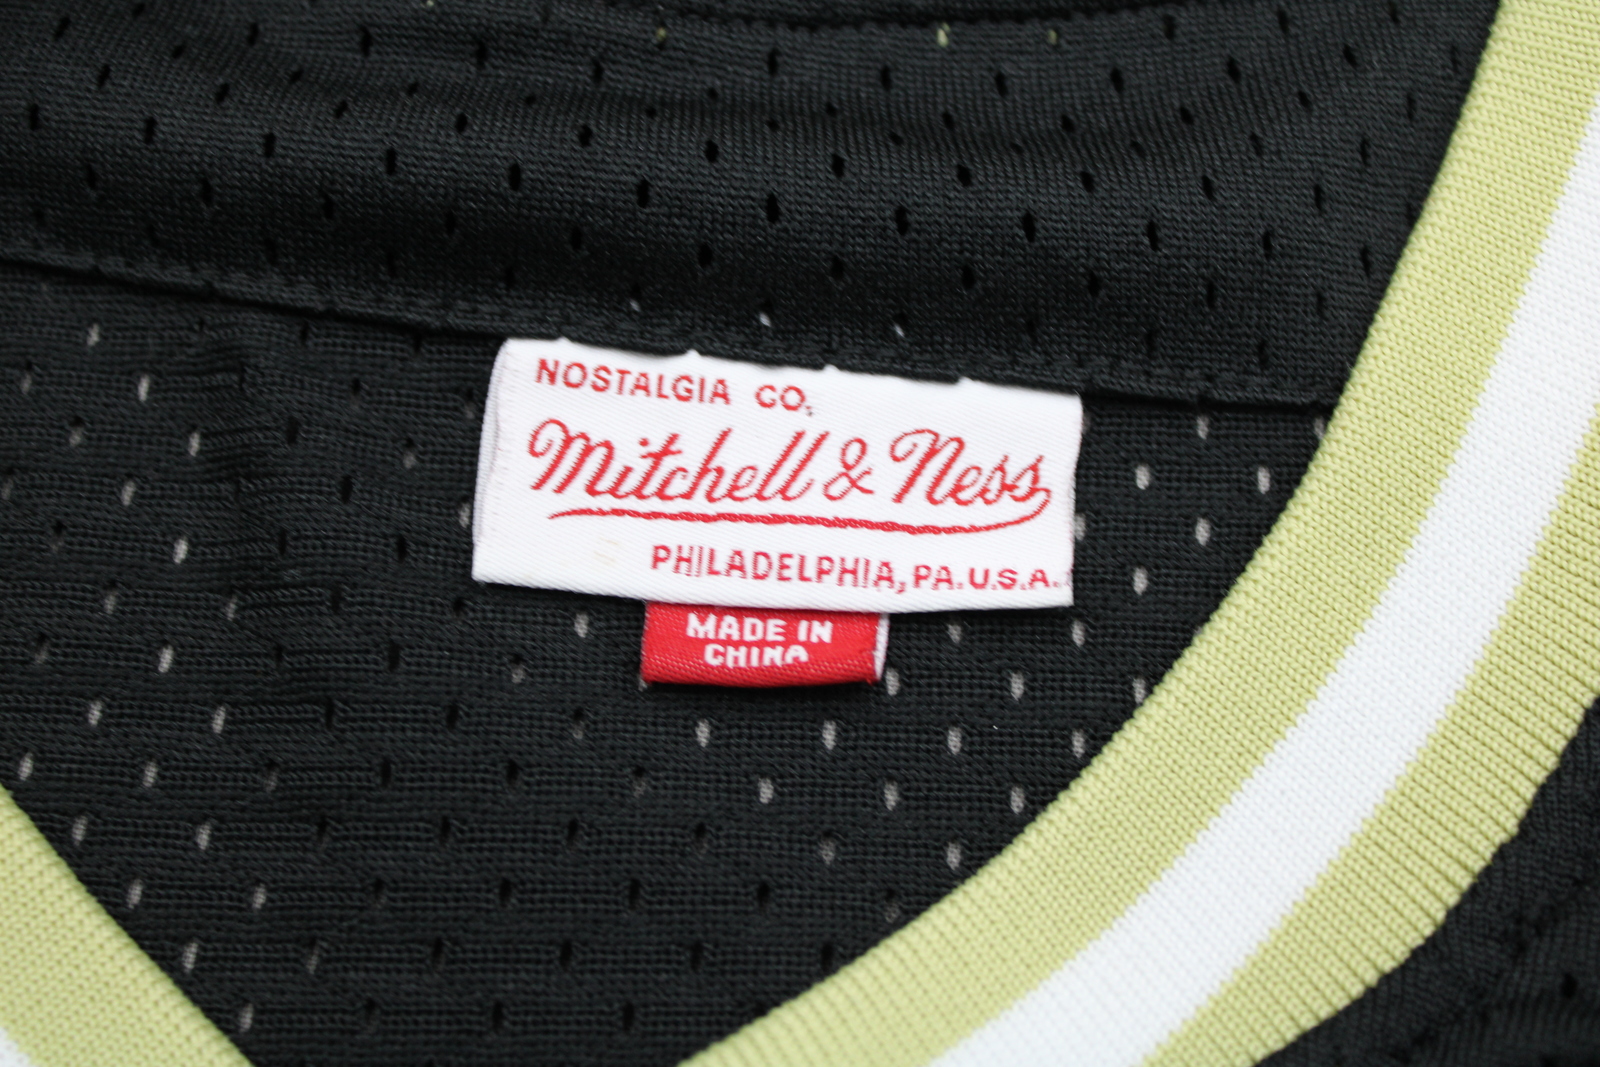 NOSTALGIA CO.
Mitchell & Ness
PHILADELPHIA, PA. U.S.A.
MADE IN
CHINA